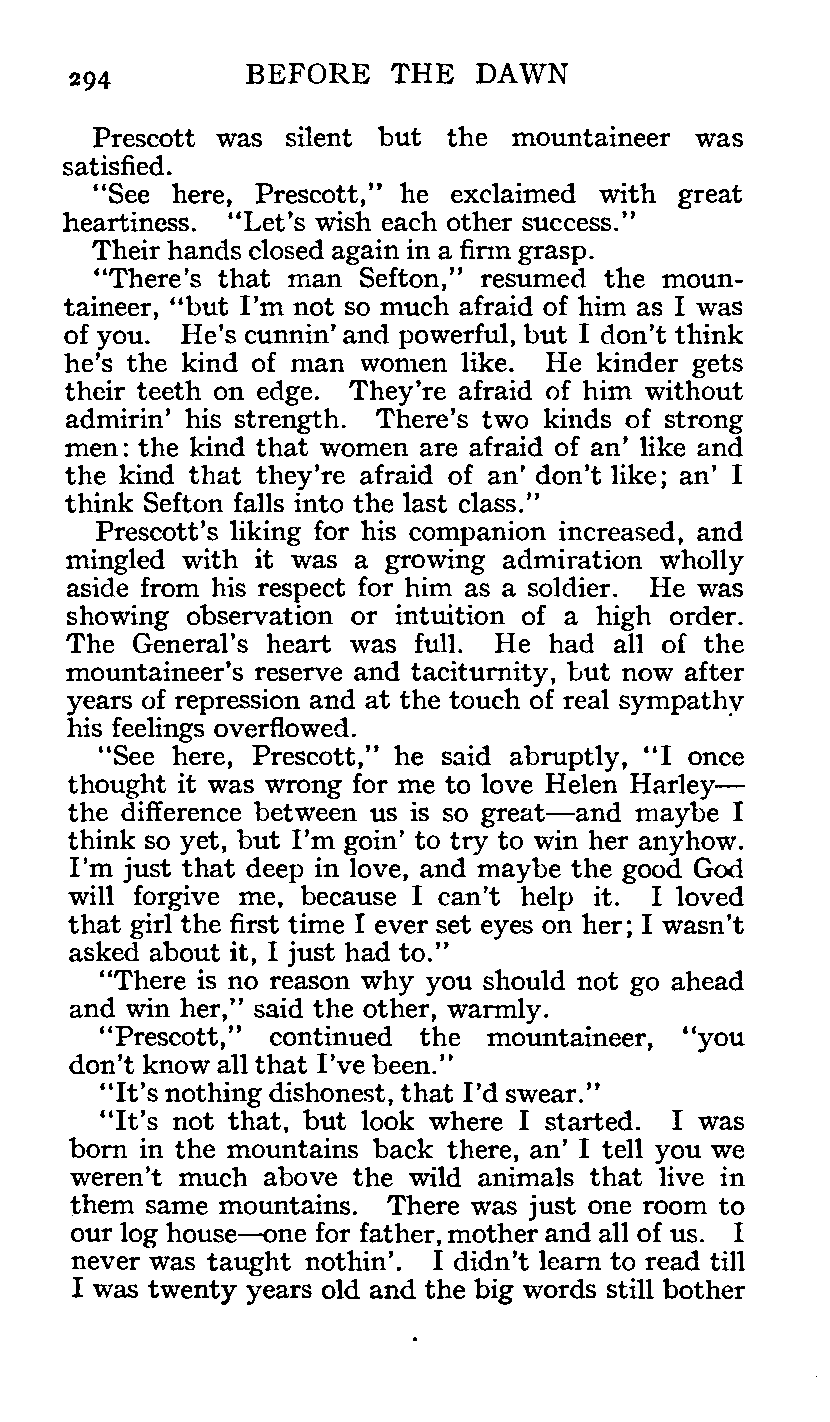 294 BEFORE THE DAWN
Prescott was silent but the mountaineer was
satisfied.
"See here, Prescott," he exclaimed with great
heartiness. "Let's wish each other success."
Their hands closed again in a firm grasp.
"There's that man Sefton," resumed the moun-
taineer, "but I'm not so much afraid of him as I was
of you. He's cunnin' and powerful, but I don't think
he's the kind of man women like. He kinder gets
their teeth on edge. They're afraid of him without
admirin' his strength. There's two kinds of strong
men: the kind that women are afraid of an' like and
the kind that they're afraid of an' don't like; an' I
think Sefton falls into the last class."
Prescott's liking for his companion increased, and
mingled with it was a growing admiration wholly
aside from his respect for him as a soldier. He was
showing observation or intuition of a high order.
The General's heart was full. He had all of the
mountaineer's reserve and taciturnity, but now after
years of repression and at the touch of real sympathy
his feelings overflowed.
"See here, Prescott," he said abruptly, "I once
thought it was wrong for me to love Helen Harley—
the difference between us is so great—and maybe I
think so yet, but I'm goin' to try to win her anyhow.
I'm just that deep in love, and maybe the good God
will forgive me, because I can't help it. I loved
that girl the first time I ever set eyes on her; I wasn't
asked about it, I just had to."
"There is no reason why you should not go ahead
and win her," said the other, warmly.
"Prescott," continued the mountaineer, "you
don't know all that I've been."
"It's nothing dishonest, that I'd swear."
"It's not that, but look where I started. I was
born in the mountains back there, an' I tell you we
weren't much above the wild animals that live in
them same mountains. There was just one room to
our log house—one for father, mother and all of us. I
never was taught nothin'. I didn't learn to read till
I was twenty years old and the big words still bother